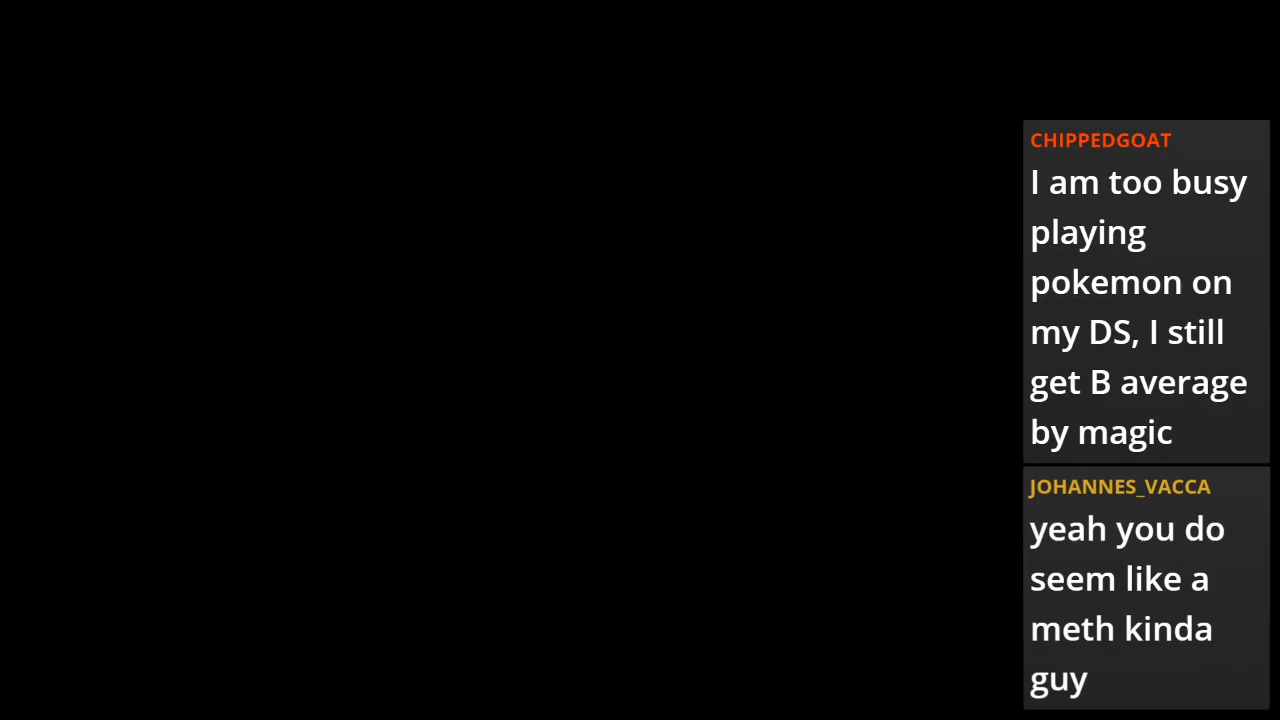 CHIPPEDGOAT
I am too busy
playing
pokemon on
my DS, I still
get B average
by magic
JOHANNES_VACCA
yeah you do
seem like a
meth kinda
guy